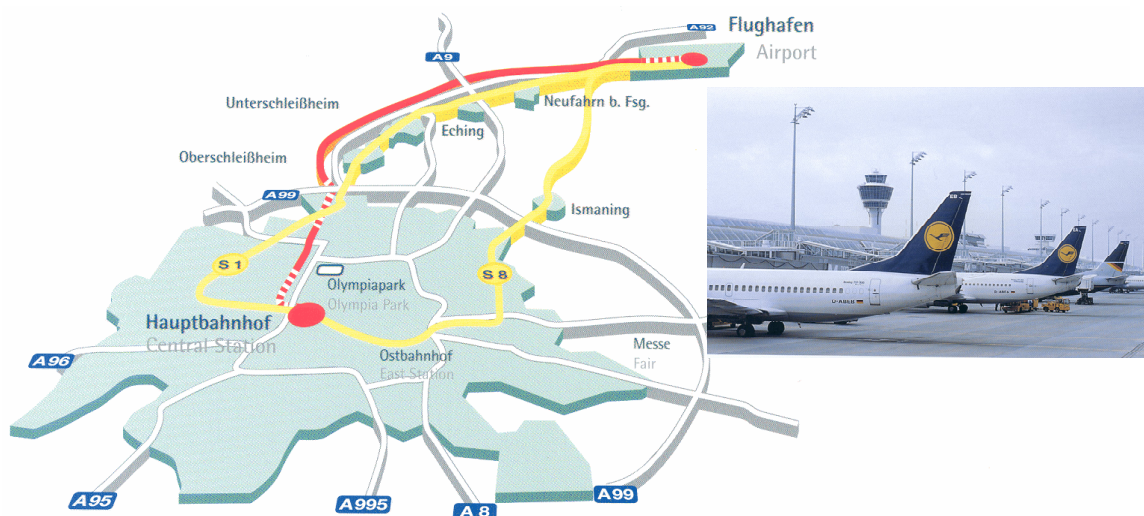 A92
Flughafen
Airport
A9
Unterschleißheim
Neufahrn b. Fsg.
Eching
Oberschleißheim
A99
Ismaning
S 1
S 8
Olympiapark
Olympia Park
Hauptbahnhof
Central Station
Messe
Fair
Ostbahnhof
East Station
A96
A95
A995
A8
A99